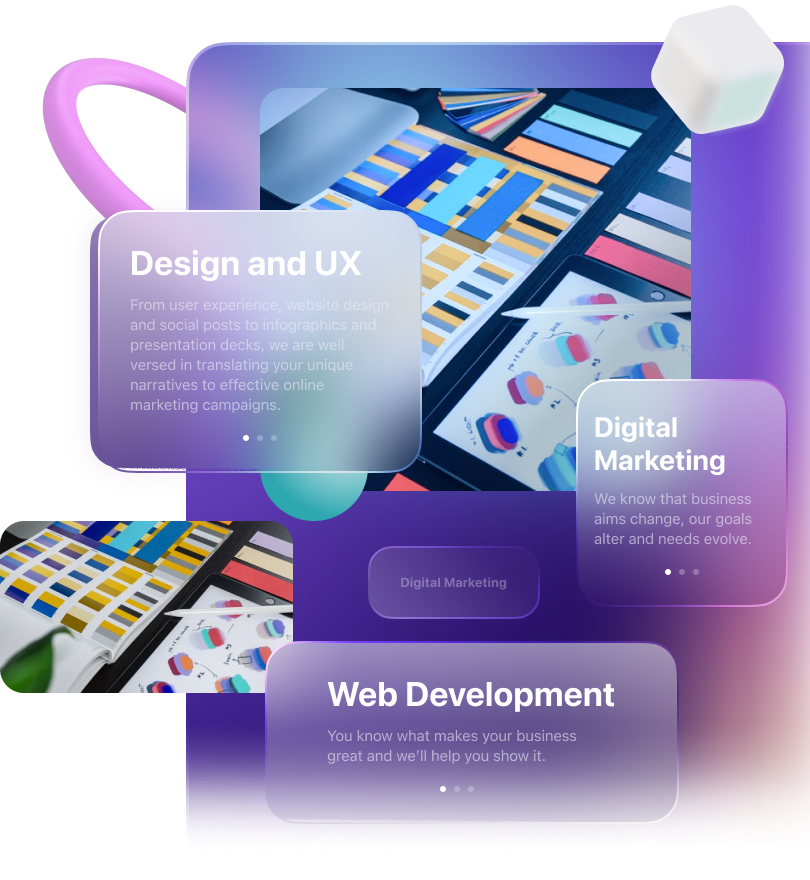 Design and UX
From user experience, website design
and social posts to infographics and
presentation decks, we are well
versed in translating your unique
narratives to effective online
marketing campaigns.
Digital
Marketing
We know that business
aims change, our goals
alter and needs evolve.
Digital Marketing
Web Development
You know what makes your business
great and we’ll help you show it.